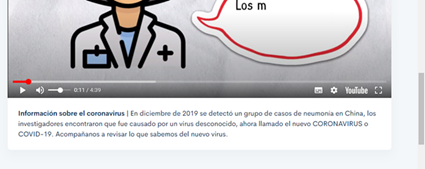 Los m
0:11 / 4:39
YouTube
Información sobre el coronavirus | En diciembre de 2019 se detectó un grupo de casos de neumonía en China, los
investigadores encontraron que fue causado por un virus desconocido, ahora llamado el nuevo CORONAVIRUS o
COVID-19. Acompañanos a revisar lo que sabemos del nuevo virus.